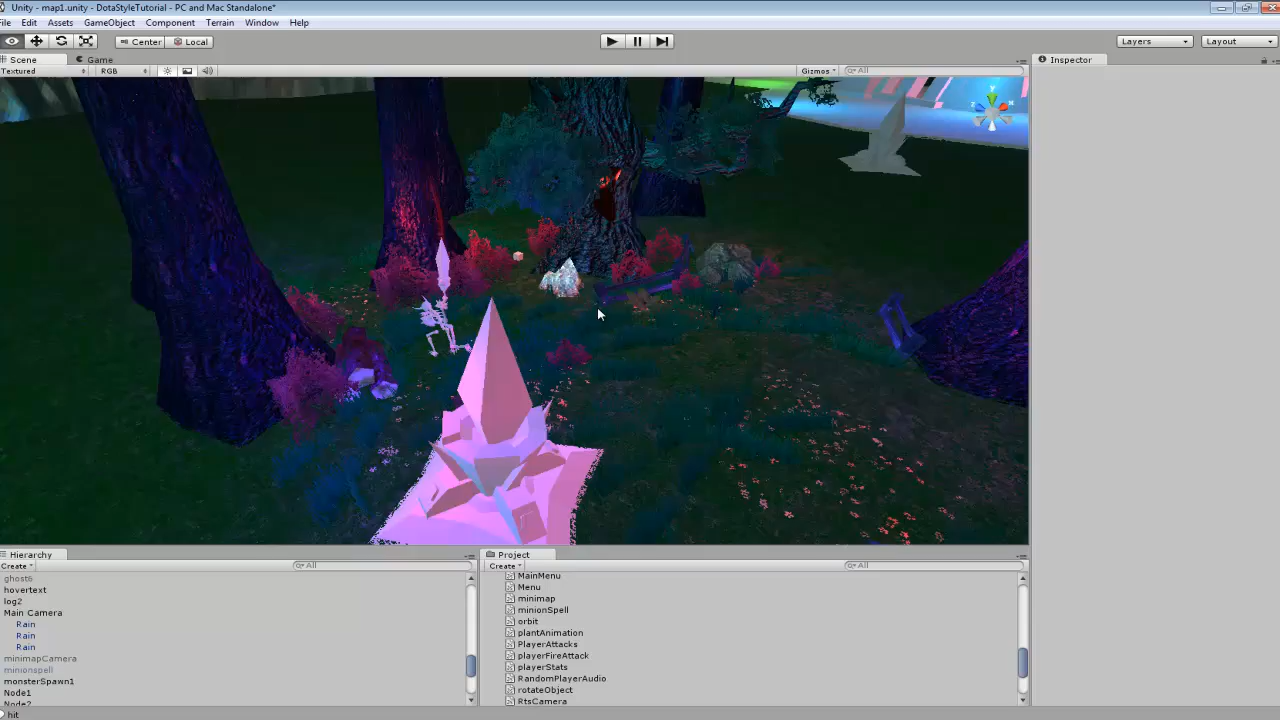 Unity - map1.unity - DotaStyleTutorial - PC and Mac Standalone*
File Edit Assets GameObject Component Terrain Window Help
Center Local Layers Layout
Scene Game Inspector
Textured RGB Gizmos All
Hierarchy Project
Create All Create All
ghost6
hovertext
log2
Main Camera
Rain
Rain
Rain
minimapCamera
minionspell
monsterSpawn1
Node1
Node2
MainMenu
Menu
minimap
minionSpell
orbit
plantAnimation
PlayerAttacks
playerFireAttack
playerStats
RandomPlayerAudio
rotateObject
RtsCamera
hit